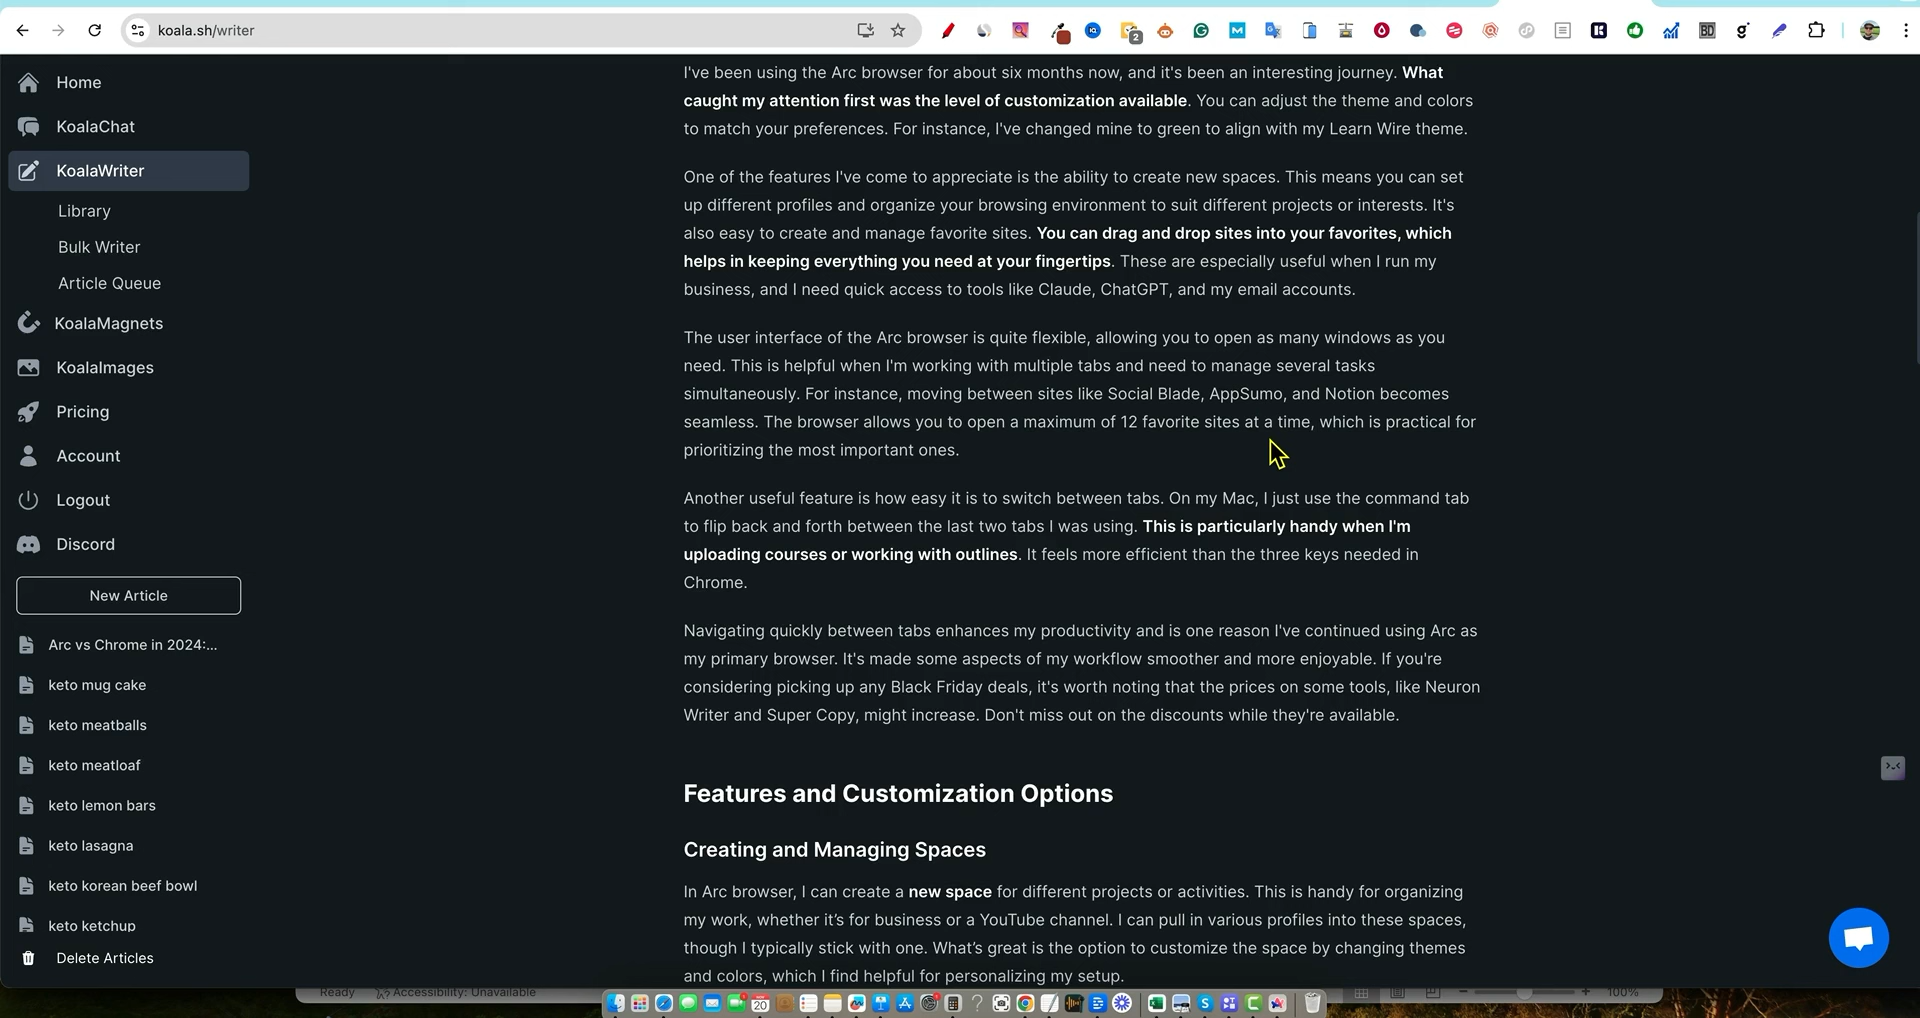 koala.sh/writer
2
BD
Home
KoalaChat
KoalaWriter
Library
Bulk Writer
Article Queue
KoalaMagnets
KoalaImages
Pricing
Account
Logout
Discord
New Article
Arc vs Chrome in 2024:...
keto mug cake
keto meatballs
keto meatloaf
keto lemon bars
keto lasagna
keto korean beef bowl
keto ketchup
Delete Articles
I've been using the Arc browser for about six months now, and it's been an interesting journey. What
caught my attention first was the level of customization available. You can adjust the theme and colors
to match your preferences. For instance, I've changed mine to green to align with my Learn Wire theme.
One of the features I've come to appreciate is the ability to create new spaces. This means you can set
up different profiles and organize your browsing environment to suit different projects or interests. It's
also easy to create and manage favorite sites. You can drag and drop sites into your favorites, which
helps in keeping everything you need at your fingertips. These are especially useful when I run my
business, and I need quick access to tools like Claude, ChatGPT, and my email accounts.
The user interface of the Arc browser is quite flexible, allowing you to open as many windows as you
need. This is helpful when I'm working with multiple tabs and need to manage several tasks
simultaneously. For instance, moving between sites like Social Blade, AppSumo, and Notion becomes
seamless. The browser allows you to open a maximum of 12 favorite sites at a time, which is practical for
prioritizing the most important ones.
Another useful feature is how easy it is to switch between tabs. On my Mac, I just use the command tab
to flip back and forth between the last two tabs I was using. This is particularly handy when I'm
uploading courses or working with outlines. It feels more efficient than the three keys needed in
Chrome.
Navigating quickly between tabs enhances my productivity and is one reason I've continued using Arc as
my primary browser. It's made some aspects of my workflow smoother and more enjoyable. If you're
considering picking up any Black Friday deals, it's worth noting that the prices on some tools, like Neuron
Writer and Super Copy, might increase. Don't miss out on the discounts while they're available.
Features and Customization Options
Creating and Managing Spaces
In Arc browser, I can create a new space for different projects or activities. This is handy for organizing
my work, whether it's for business or a YouTube channel. I can pull in various profiles into these spaces,
though I typically stick with one. What's great is the option to customize the space by changing themes
and colors, which I find helpful for personalizing my setup.
Ready
Accessibility: Unavailable
100%
20